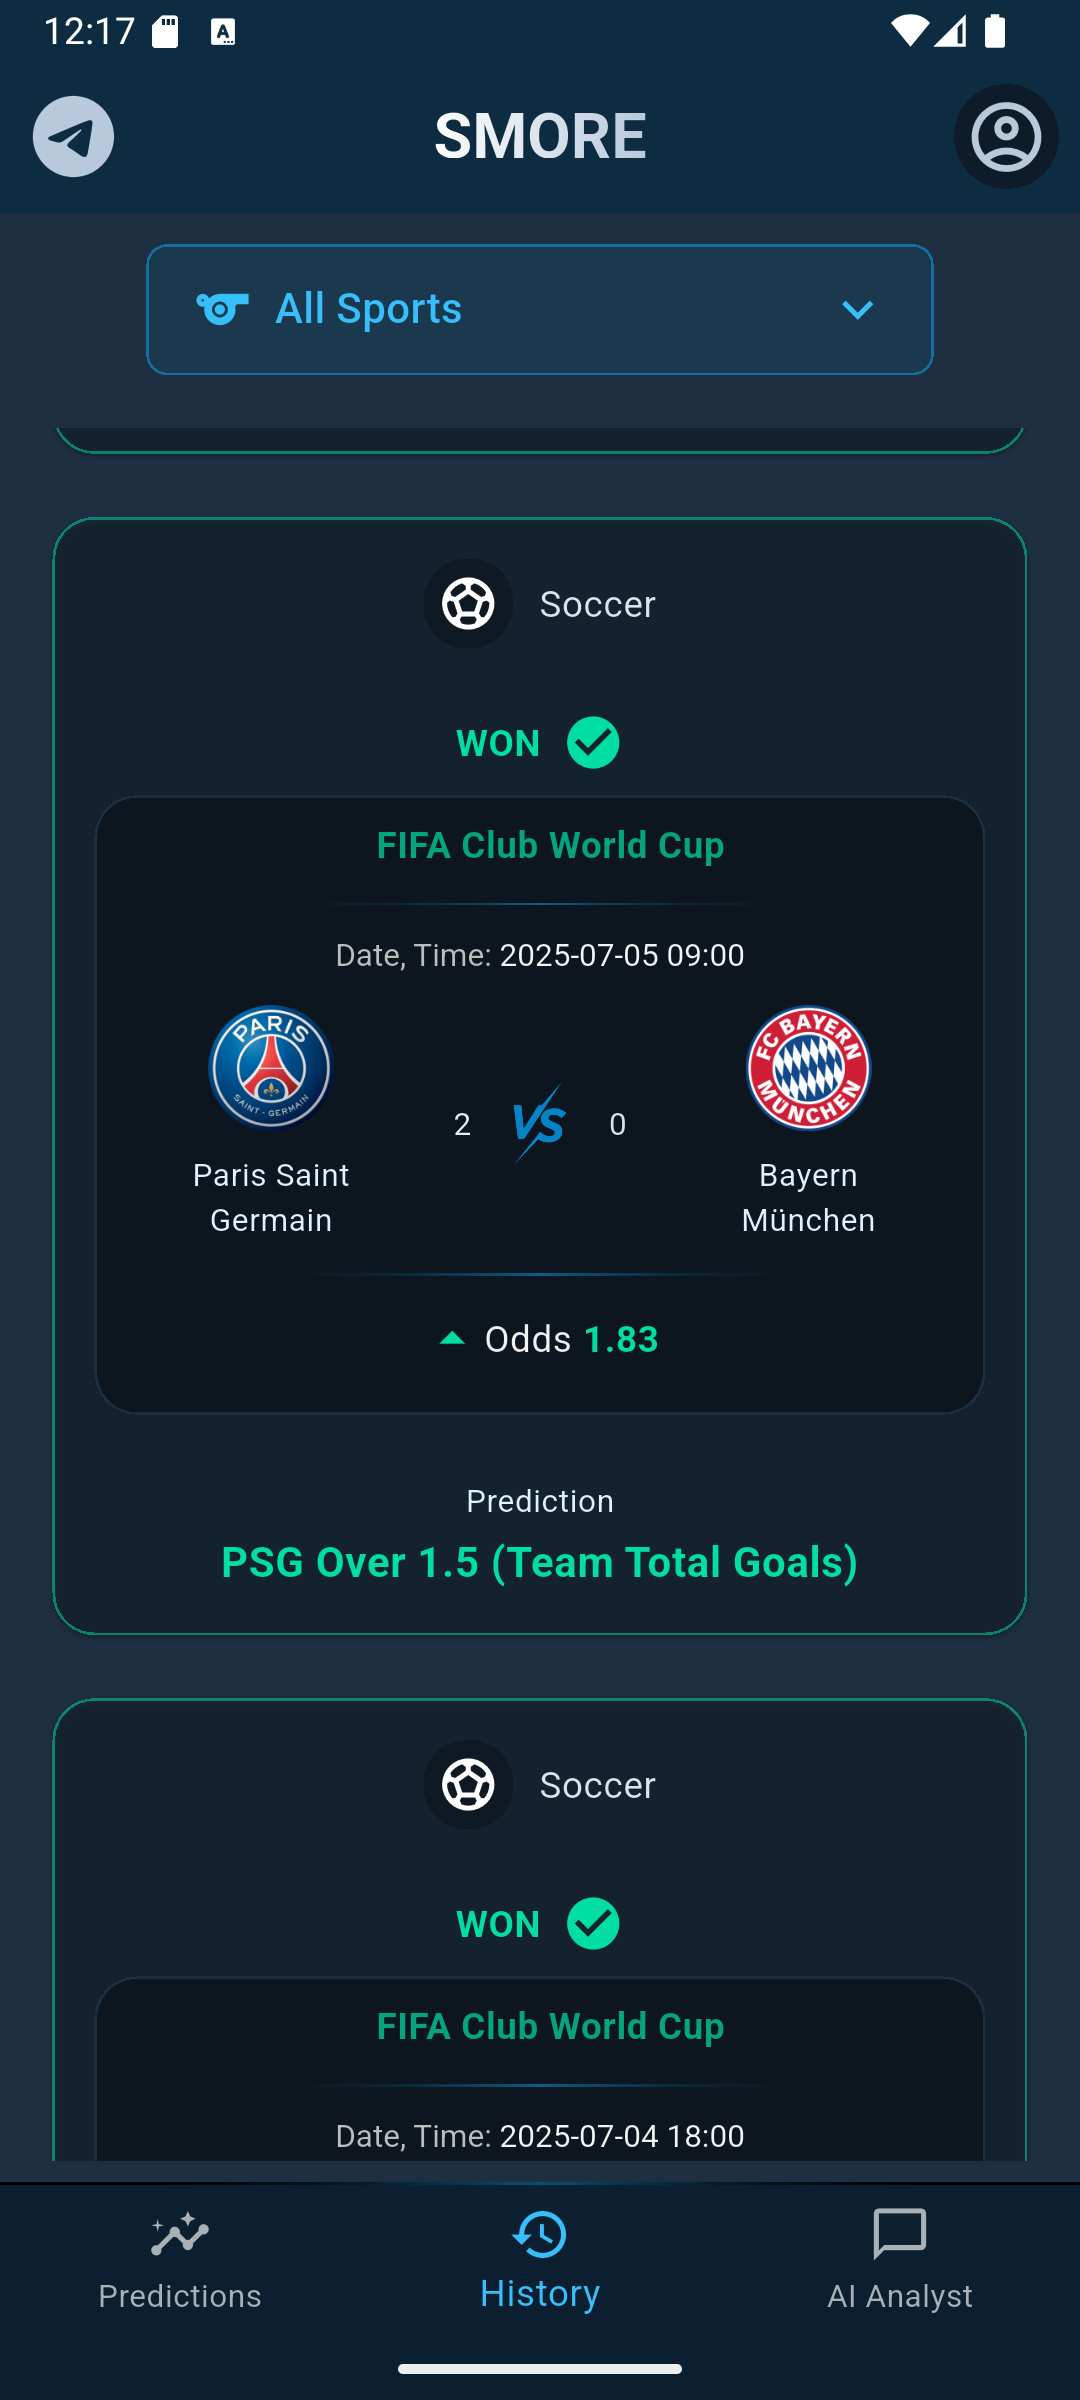 12:17
SMORE
All Sports
Soccer
WON
FIFA Club World Cup
Date, Time: 2025-07-05 09:00
PARIS
SAINT-GERMAIN
FC BAYERN
MÜNCHEN
2 VS 0
Paris Saint
Germain
Bayern
München
Odds 1.83
Prediction
PSG Over 1.5 (Team Total Goals)
Soccer
WON
FIFA Club World Cup
Date, Time: 2025-07-04 18:00
Predictions
History
AI Analyst